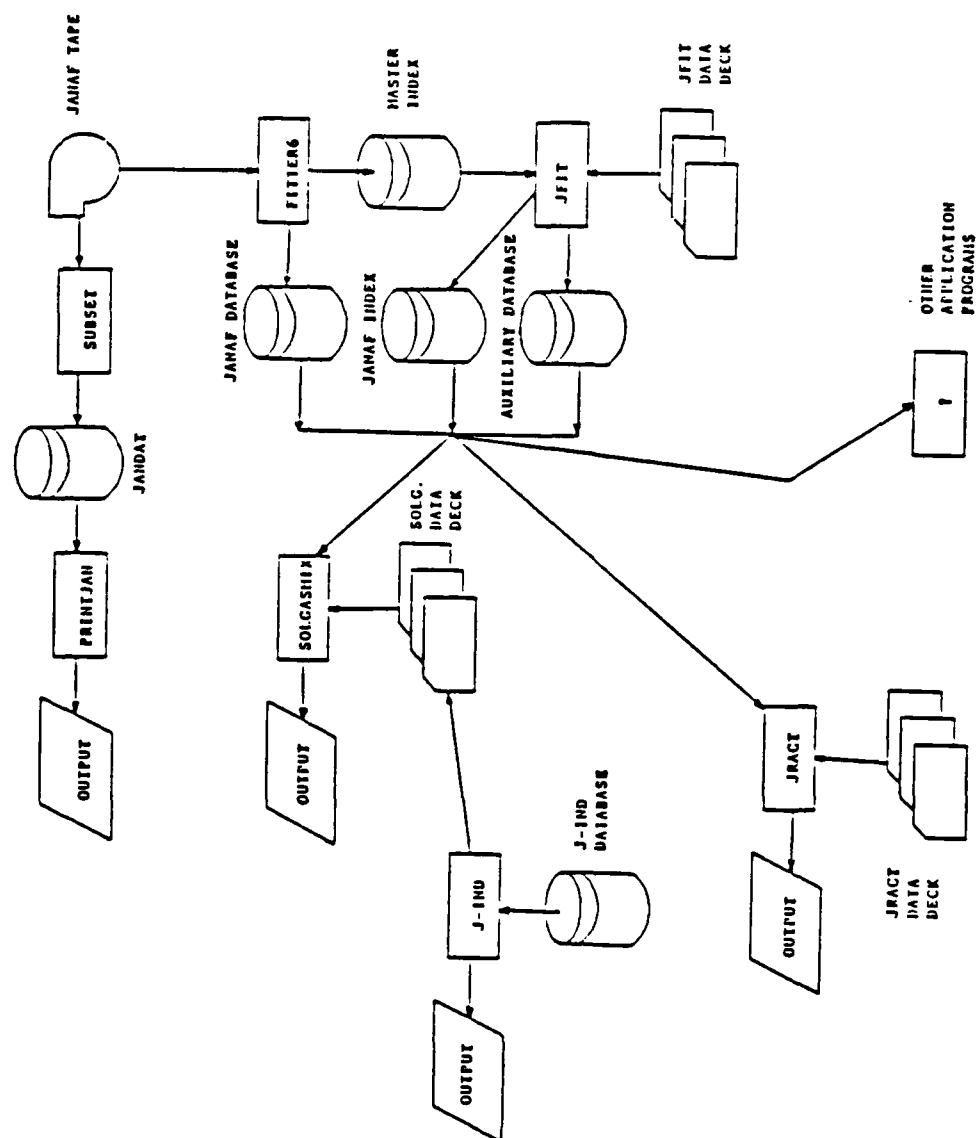 JANAF TAPE
SUBSET
JANDAT
PRINTJAN
OUTPUT
FITTER6
MASTER
INDEX
JFIT
JFIT
DATA
DECK
JANAF DATABASE
JANAF INDEX
AUXILIARY DATABASE
SOLGASMIX
SOLG.
DATA
DECK
OUTPUT
J-IND
J-IND
DATABASE
OUTPUT
JRACT
JRACT
DATA
DECK
OUTPUT
?
OTHER
APPLICATION
PROGRAMS